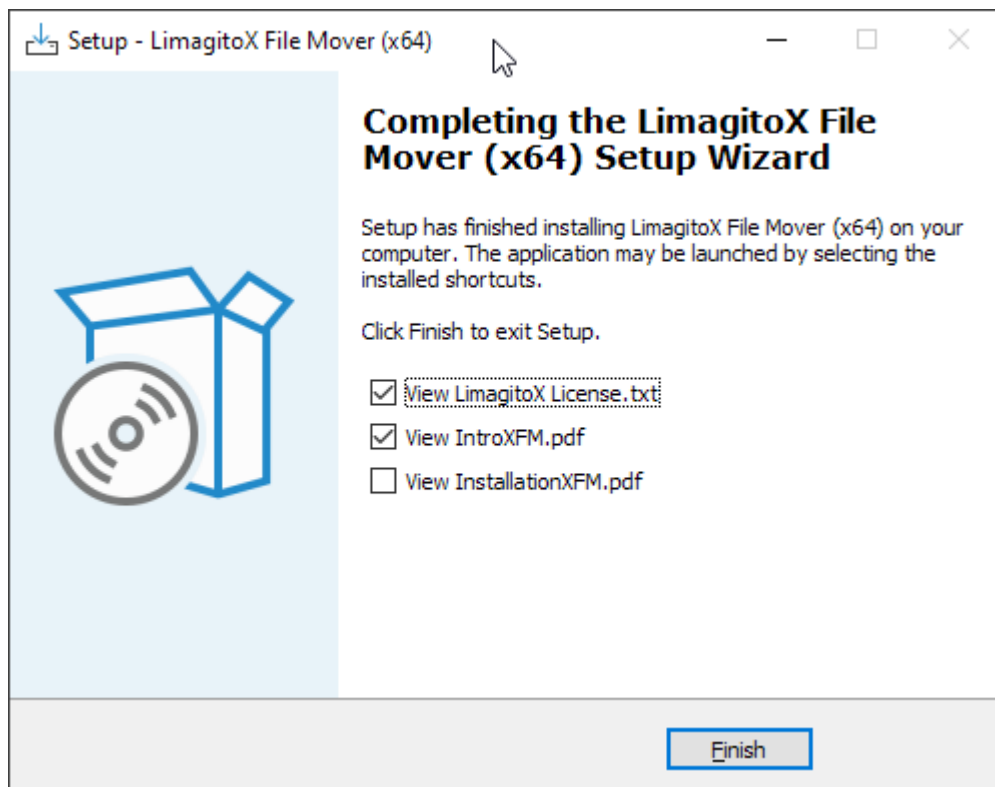 Setup - LimagitoX File Mover (x64)
Completing the LimagitoX File
Mover (x64) Setup Wizard
Setup has finished installing LimagitoX File Mover (x64) on your
computer. The application may be launched by selecting the
installed shortcuts.
Click Finish to exit Setup.
View LimagitoX License.txt
View IntroXFM.pdf
View InstallationXFM.pdf
Finish